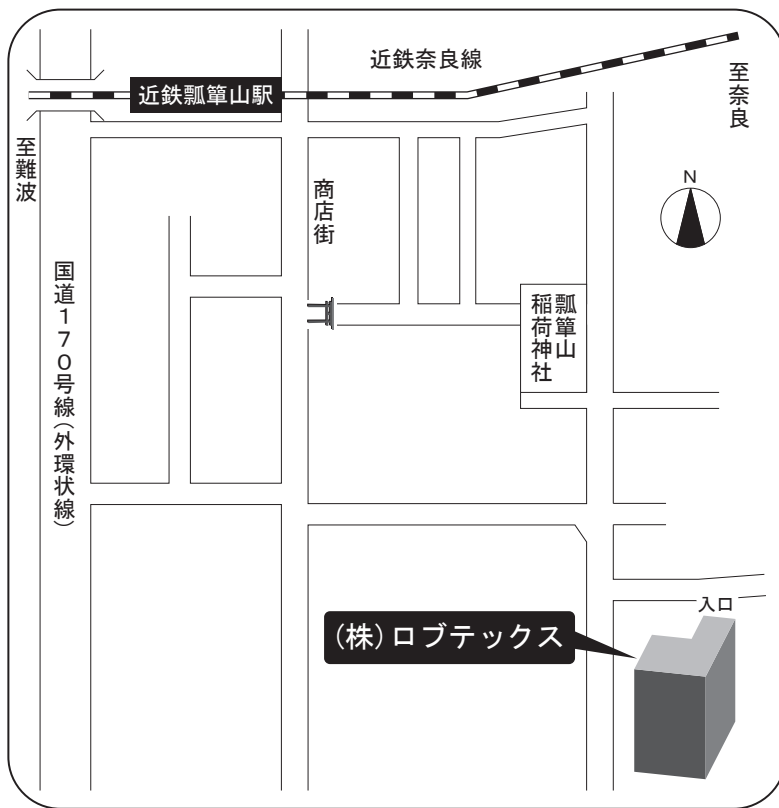 近鉄奈良線
近鉄瓢箪山駅
至奈良
至難波
商店街
N
国道170号線(外環状線)
瓢箪山
稲荷神社
入口
(株)ロブテックス